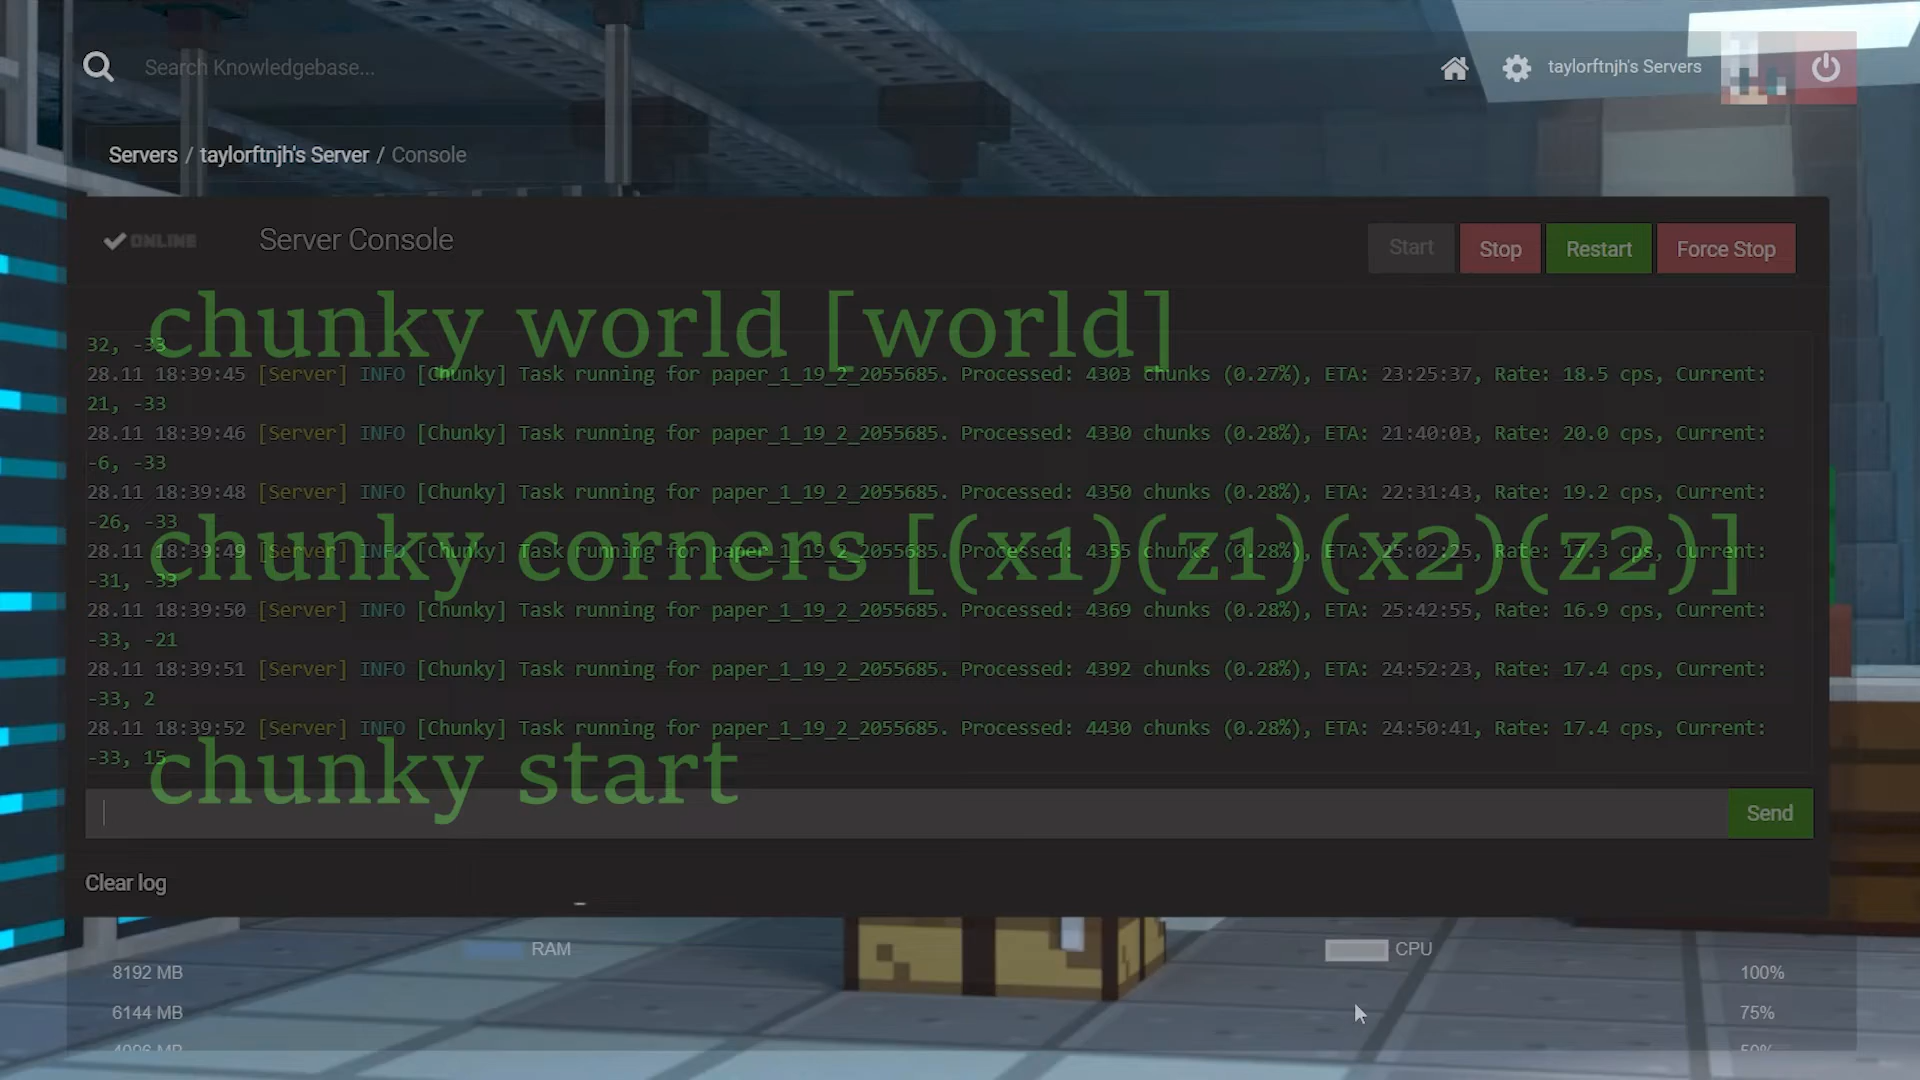 Search Knowledgebase...
taylorftnjh's Servers
Servers / taylorftnjh's Server / Console
ONLINE
Server Console
Start
Stop
Restart
Force Stop
chunky world [world]
32, -33
28.11 18:39:45 [Server] INFO [Chunky] Task running for paper_1_19_2_2055685. Processed: 4303 chunks (0.27%), ETA: 23:25:37, Rate: 18.5 cps, Current:
21, -33
28.11 18:39:46 [Server] INFO [Chunky] Task running for paper_1_19_2_2055685. Processed: 4330 chunks (0.28%), ETA: 21:40:03, Rate: 20.0 cps, Current:
-6, -33
28.11 18:39:48 [Server] INFO [Chunky] Task running for paper_1_19_2_2055685. Processed: 4350 chunks (0.28%), ETA: 22:31:43, Rate: 19.2 cps, Current:
-26, -33
chunky corners [(x1)(z1)(x2)(z2)]
28.11 18:39:49 [Server] INFO [Chunky] Task running for paper_1_19_2_2055685. Processed: 4355 chunks (0.28%), ETA: 25:02:25, Rate: 17.3 cps, Current:
-31, -33
28.11 18:39:50 [Server] INFO [Chunky] Task running for paper_1_19_2_2055685. Processed: 4369 chunks (0.28%), ETA: 25:42:55, Rate: 16.9 cps, Current:
-33, -21
28.11 18:39:51 [Server] INFO [Chunky] Task running for paper_1_19_2_2055685. Processed: 4392 chunks (0.28%), ETA: 24:52:23, Rate: 17.4 cps, Current:
-33, 2
28.11 18:39:52 [Server] INFO [Chunky] Task running for paper_1_19_2_2055685. Processed: 4430 chunks (0.28%), ETA: 24:50:41, Rate: 17.4 cps, Current:
-33, 15
chunky start
Send
Clear log
RAM
CPU
8192 MB
100%
6144 MB
75%
4096 MB
50%